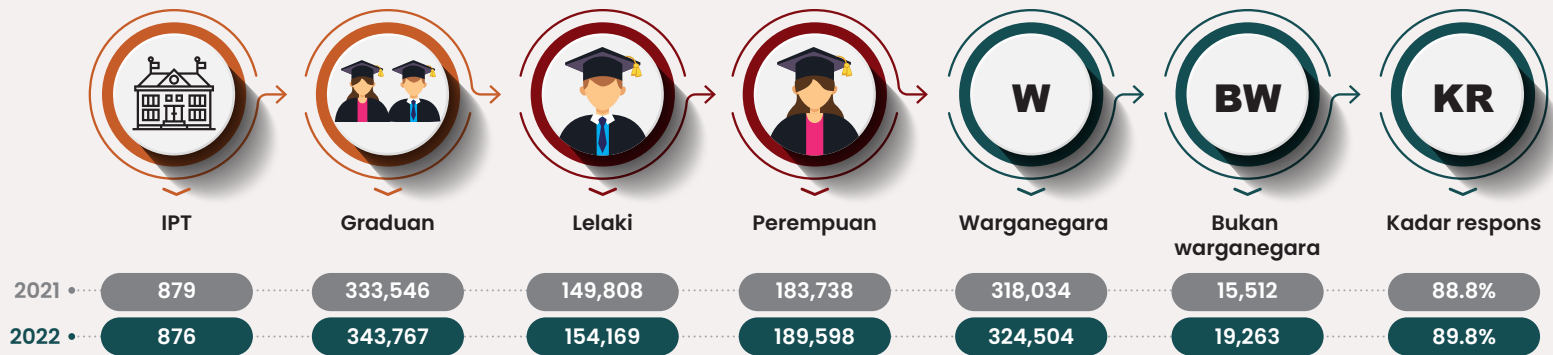 W
BW
KR
IPT
Graduan
Lelaki
Perempuan
Warganegara
Bukan
warganegara
Kadar respons
2021 879 333,546 149,808 183,738 318,034 15,512 88.8%
2022 876 343,767 154,169 189,598 324,504 19,263 89.8%